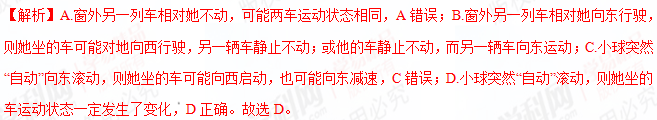 【解析】A.窗外另一列车相对她不动，可能两车运动状态相同，A 错误；B.窗外另一列车相对她向东行驶，
则她坐的车可能对地向西行驶，另一辆车静止不动；或他的车静止不动，而另一辆车向东运动；C.小球突然
“自动”向东滚动，则她坐的车可能向西启动，也可能向东减速，C 错误；D.小球突然“自动”滚动，则她坐的
车运动状态一定发生了变化，D 正确。故选 D。